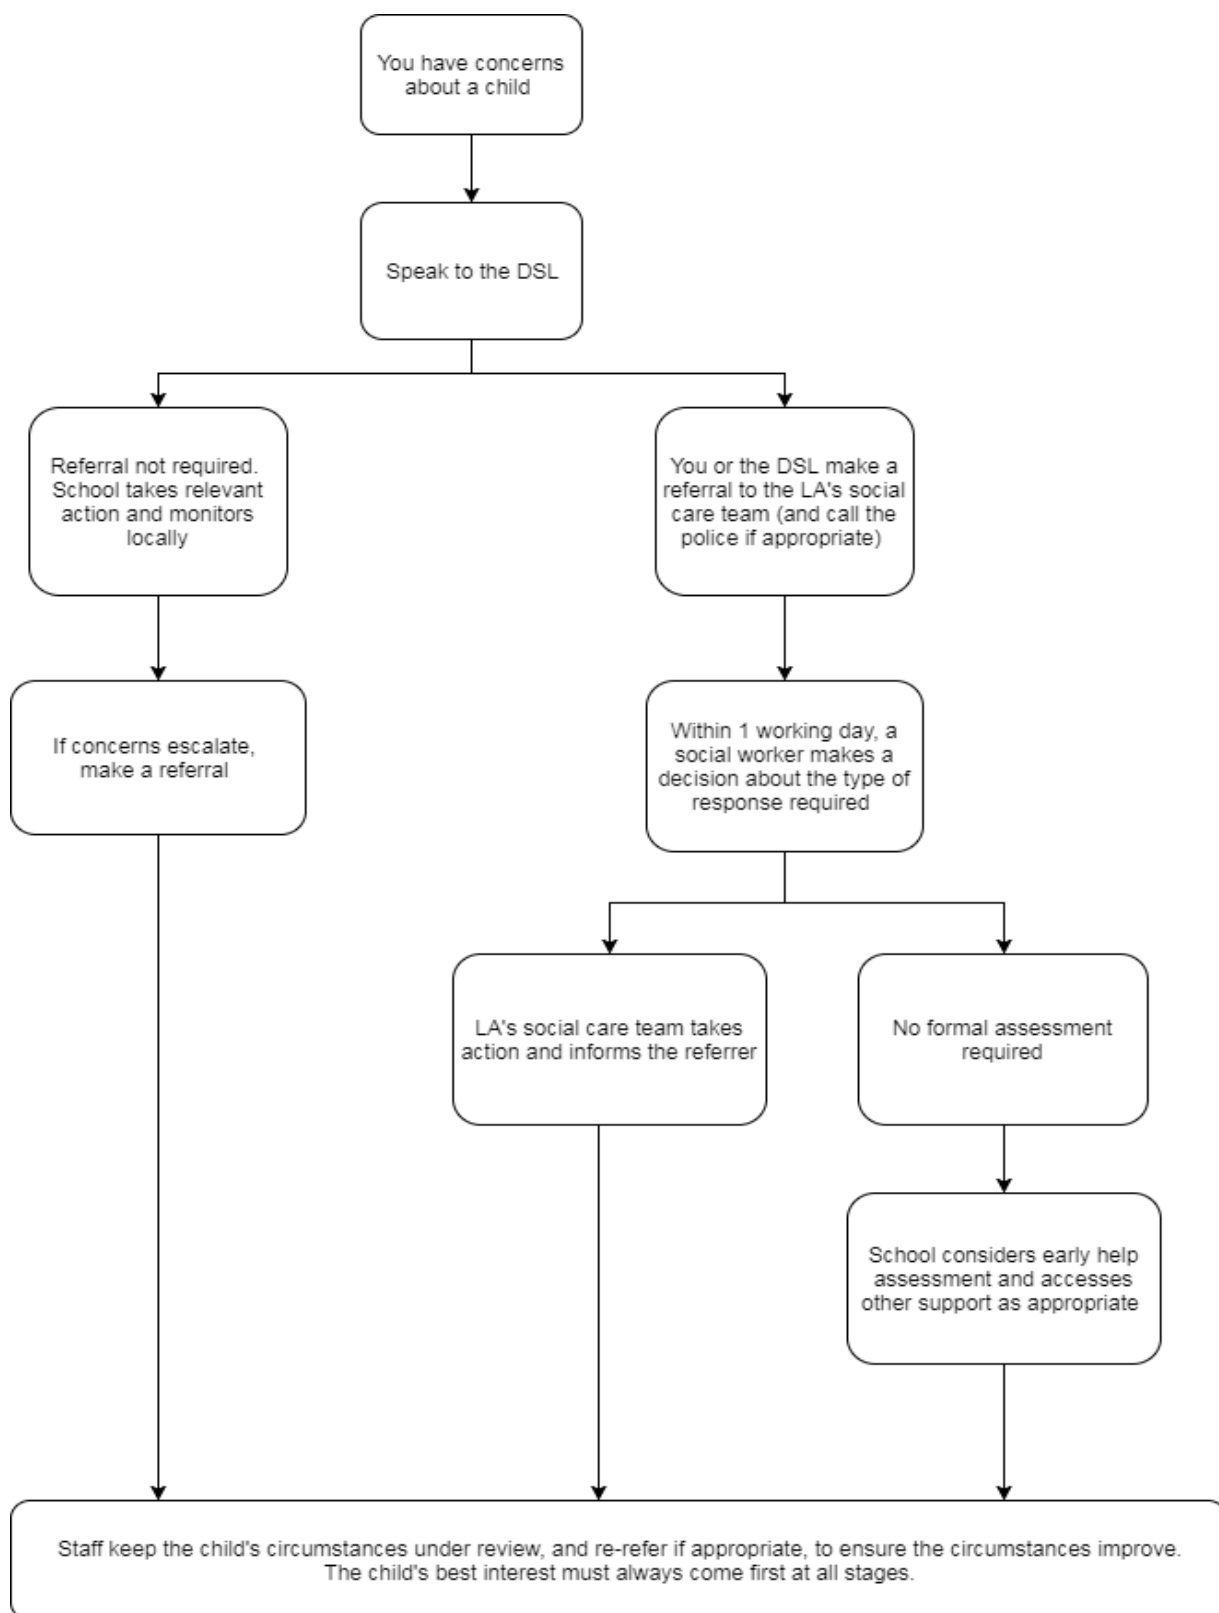 You have concerns
about a child
Speak to the DSL
Referral not required.
School takes relevant
action and monitors
locally
You or the DSL make a
referral to the LA's social
care team (and call the
police if appropriate)
If concerns escalate,
make a referral
Within 1 working day, a
social worker makes a
decision about the type of
response required
LA's social care team takes
action and informs the referrer
No formal assessment
required
School considers early help
assessment and accesses
other support as appropriate
Staff keep the child's circumstances under review, and re-refer if appropriate, to ensure the circumstances improve.
The child's best interest must always come first at all stages.